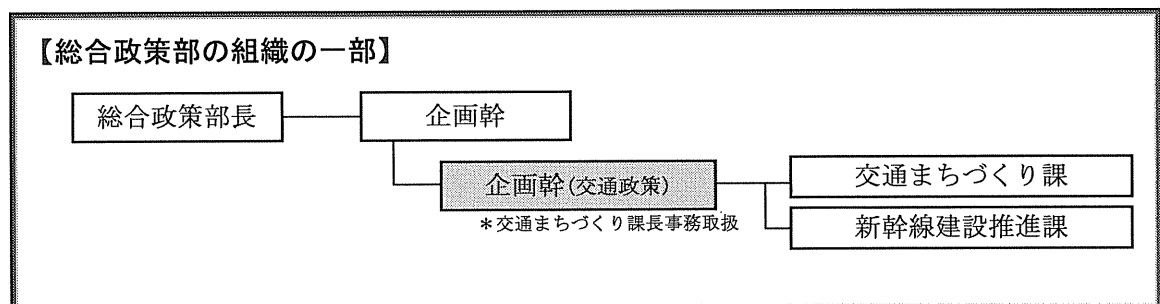 【総合政策部の組織の一部】
総合政策部長
企画幹
企画幹(交通政策)
＊交通まちづくり課長事務取扱
交通まちづくり課
新幹線建設推進課